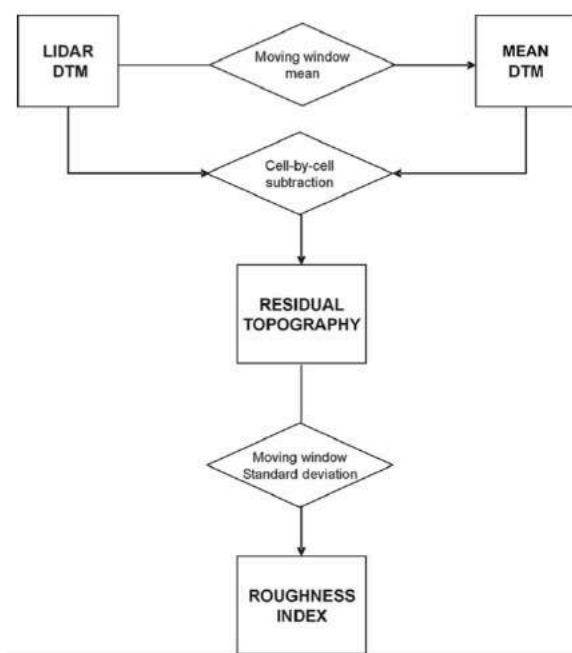 LIDAR
DTM
Moving window
mean
MEAN
DTM
Cell-by-cell
subtraction
RESIDUAL
TOPOGRAPHY
Moving window
Standard deviation
ROUGHNESS
INDEX